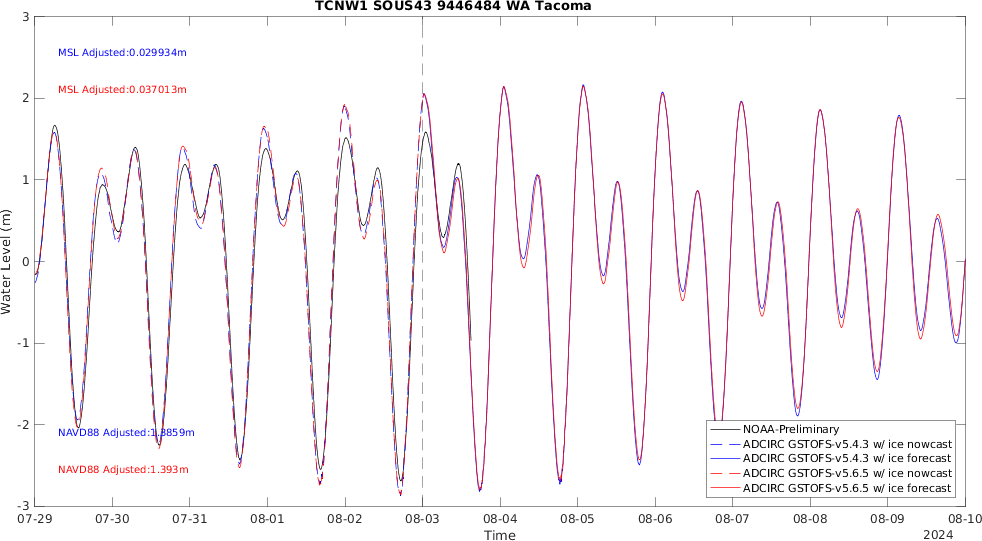 TCNW1 SOUS43 9446484 WA Tacoma
3
MSL Adjusted:0.029934m
MSL Adjusted:0.037013m
2
1
0
-1
-2
-3
Water Level (m)
NAVD88 Adjusted:1.3859m
NAVD88 Adjusted:1.393m
NOAA-Preliminary
ADCIRC GSTOFS-v5.4.3 w/ ice nowcast
ADCIRC GSTOFS-v5.4.3 w/ ice forecast
ADCIRC GSTOFS-v5.6.5 w/ ice nowcast
ADCIRC GSTOFS-v5.6.5 w/ ice forecast
07-29 07-30 07-31 08-01 08-02 08-03 08-04 08-05 08-06 08-07 08-08 08-09 08-10
Time
2024